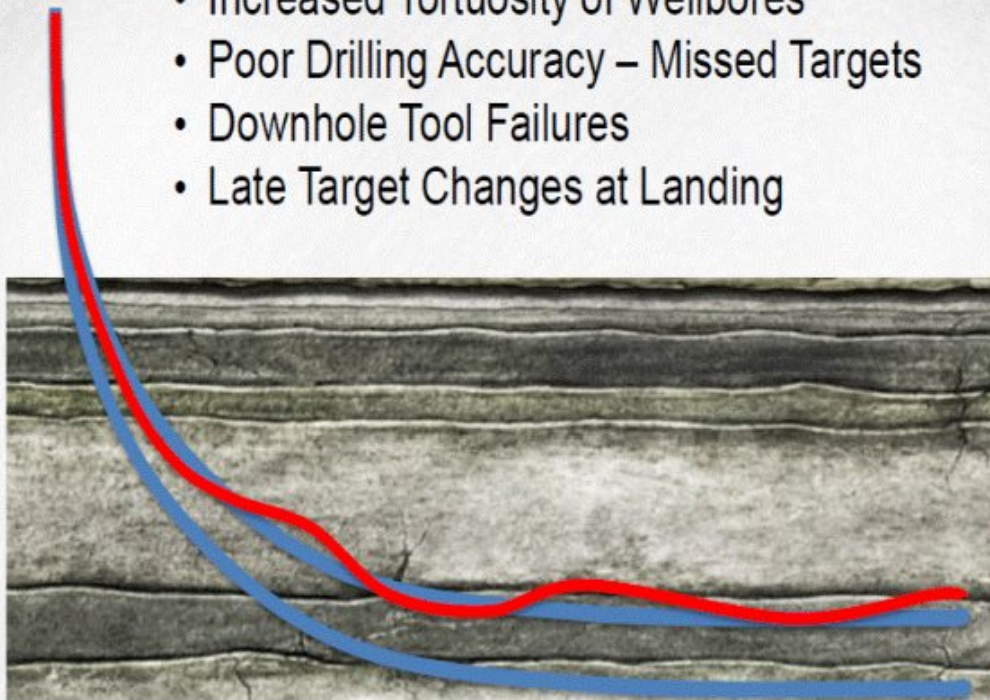 • Increased Tortuosity of Wellbores
• Poor Drilling Accuracy – Missed Targets
• Downhole Tool Failures
• Late Target Changes at Landing